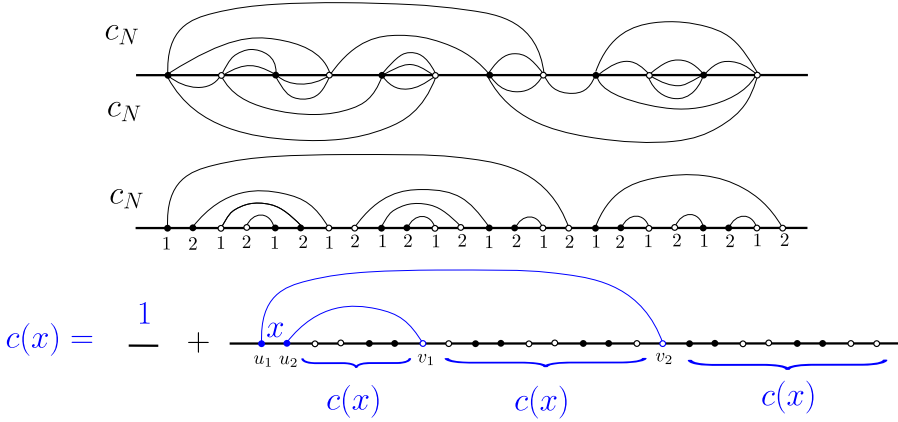 c_N
c_N
c_N
1 2 1 2 1 2 1 2 1 2 1 2 1 2 1 2 1 2 1 2 1 2 1 2
c(x) = 1 + x
u_1 u_2 v_1 v_2
c(x) c(x) c(x)